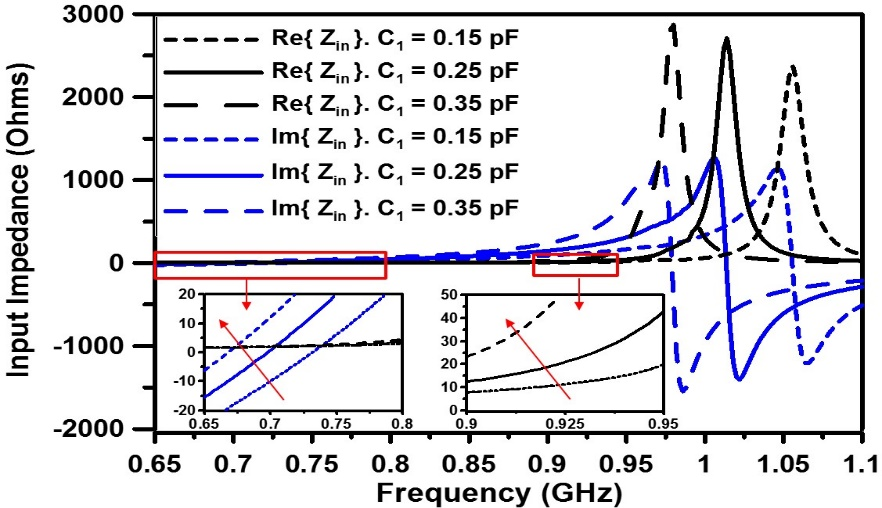 3000
2000
1000
0
-1000
-2000
Input Impedance (Ohms)
Re{ Zin}. C1 = 0.15 pF
Re{ Zin}. C1 = 0.25 pF
Re{ Zin}. C1 = 0.35 pF
Im{ Zin}. C1 = 0.15 pF
Im{ Zin}. C1 = 0.25 pF
Im{ Zin}. C1 = 0.35 pF
20
10
0
-10
-20
0.65 0.7 0.75 0.8
50
40
30
20
10
0
0.9 0.925 0.95
0.65 0.7 0.75 0.8 0.85 0.9 0.95 1 1.05 1.1
Frequency (GHz)